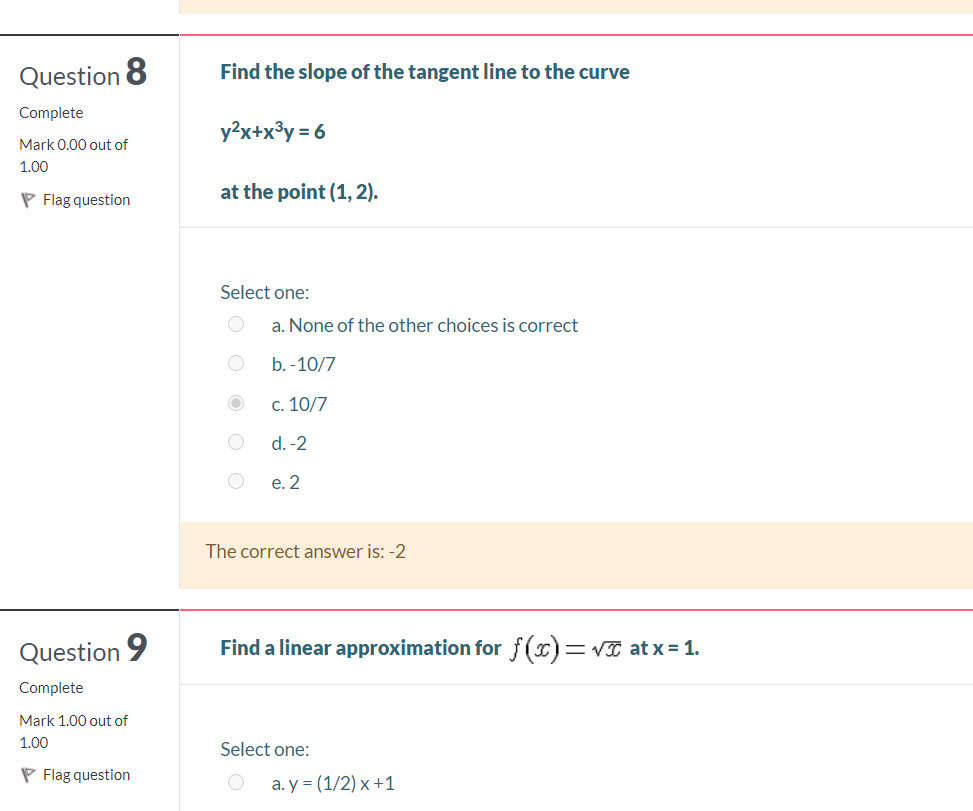 Question 8
Complete
Mark 0.00 out of
1.00
Flag question
Find the slope of the tangent line to the curve
y²x+x³y = 6
at the point (1, 2).
Select one:
a. None of the other choices is correct
b. -10/7
c. 10/7
d. -2
e. 2
The correct answer is: -2
Question 9
Complete
Mark 1.00 out of
1.00
Flag question
Find a linear approximation for f(x) = √x at x = 1.
Select one:
a. y = (1/2) x +1